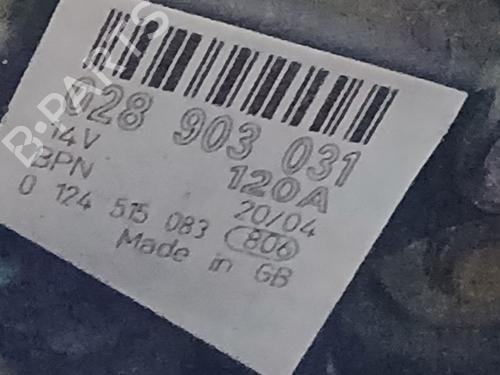 B-PARTS
028 903 031
14V 120A
BPN 20/04
0 124 515 083 806
Made in GB